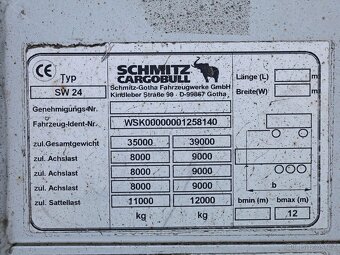 CE TYP
SW 24
SCHMITZ
CARGOBULL
Schmitz-Gotha Fahrzeugwerke GmbH
Kindleber Straße 99 - D-99867 Gotha
Länge (L) m
Breite(W) m
Genehmigungs-Nr.
Fahrzeug-Ident-Nr. WSK00000001258140
zul.Gesamtgewicht 35000 39000
zul. Achslast 8000 9000
zul. Achslast 8000 9000
zul. Achslast 8000 9000
zul. Sattellast 11000 12000
kg kg
b
bmin (m) bmax (m)
12